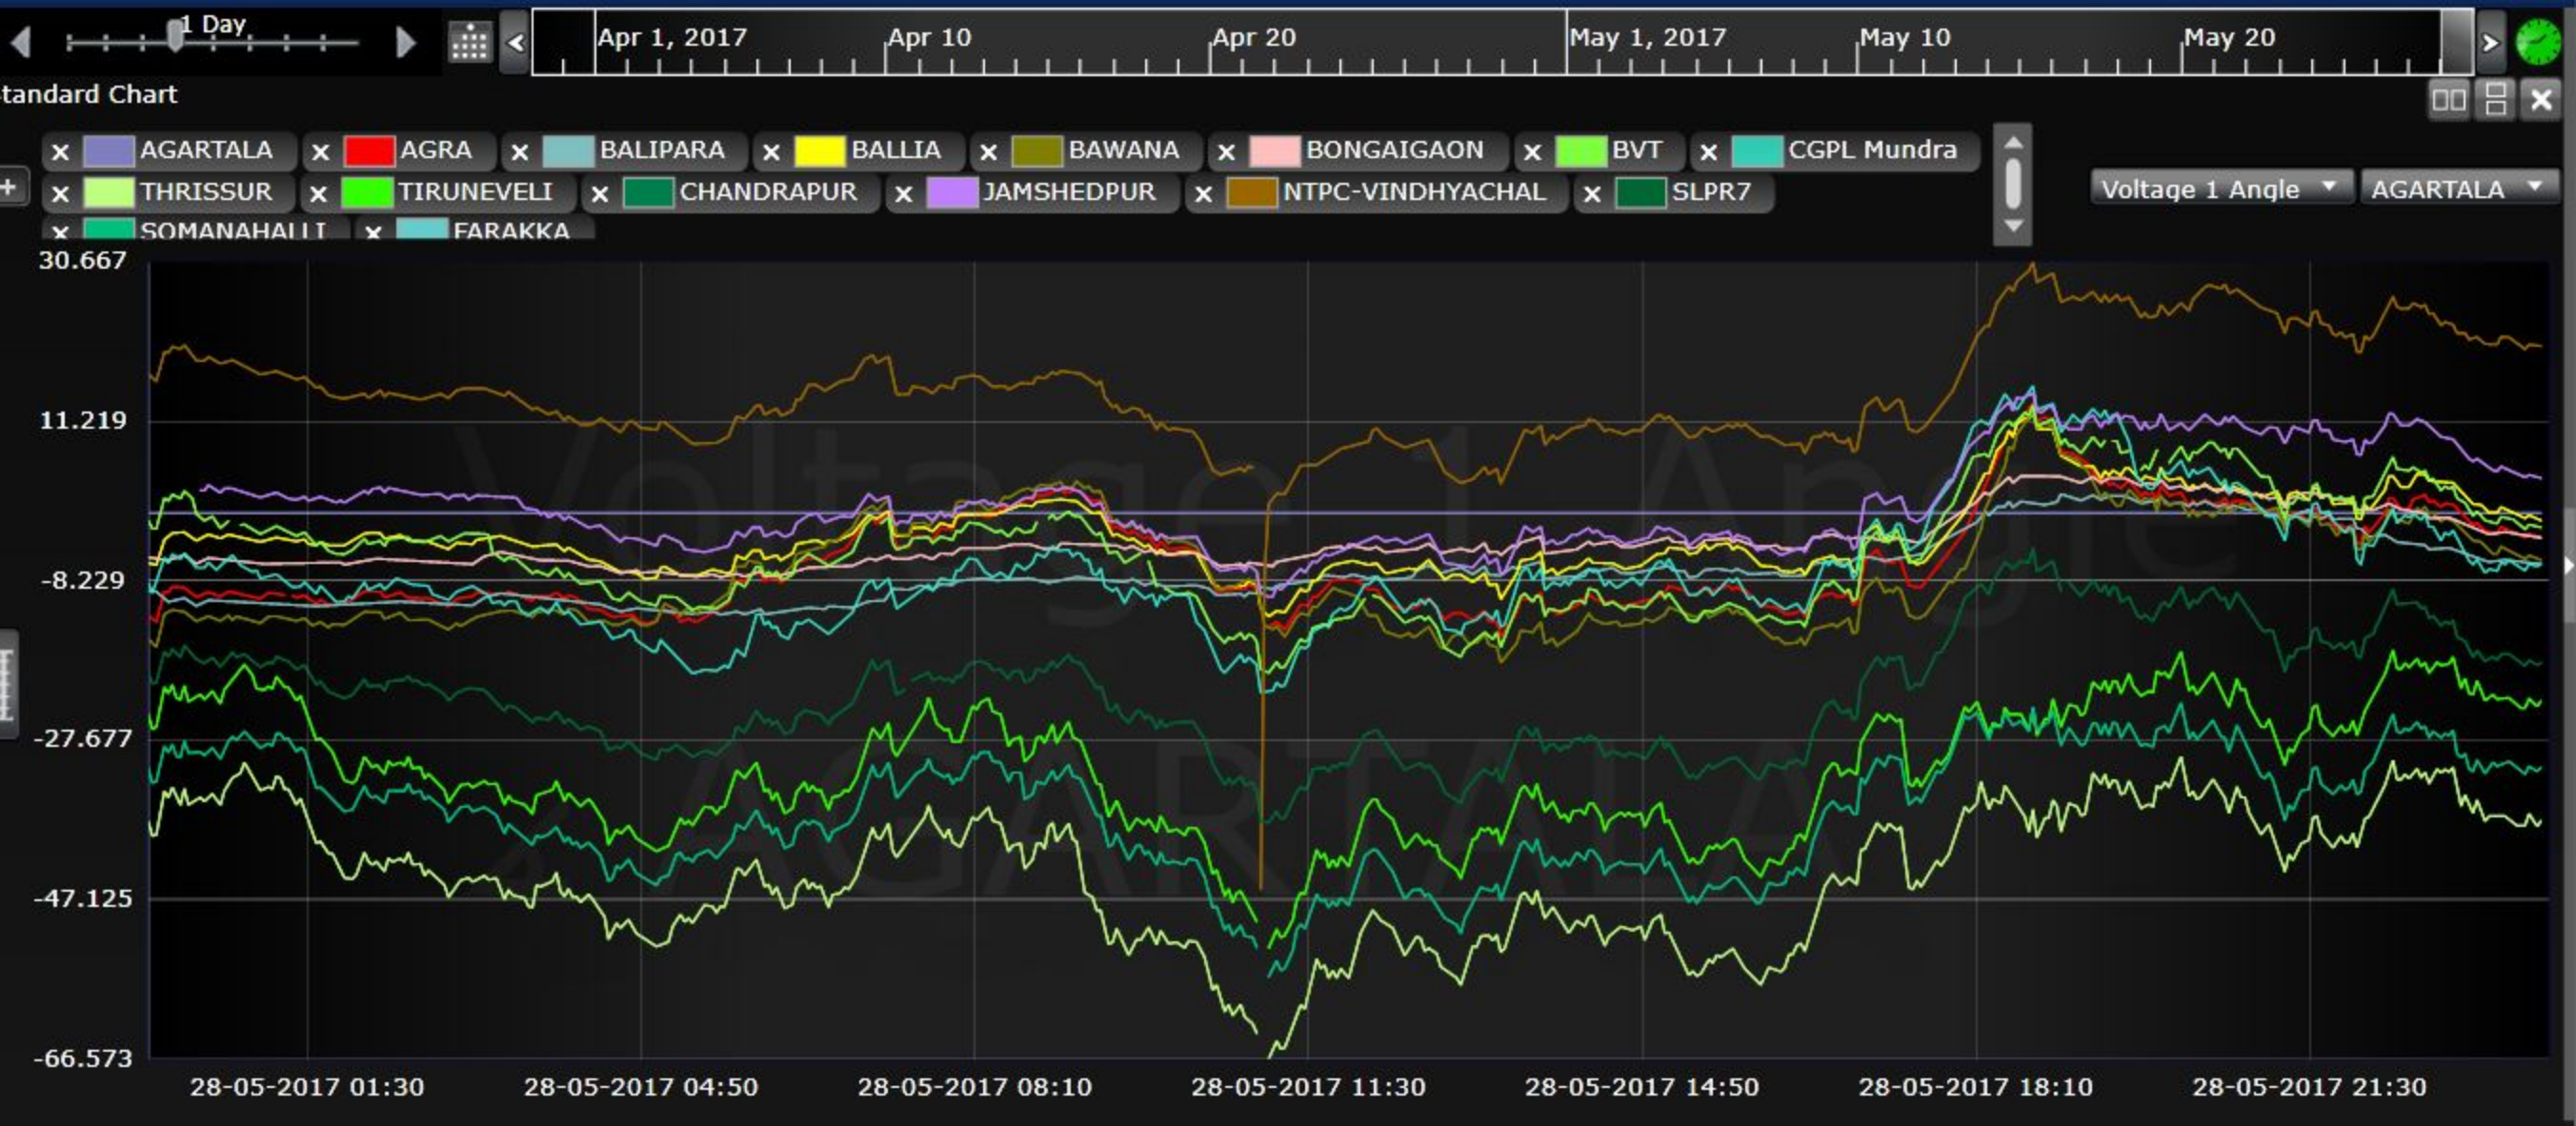 1 Day
Apr 1, 2017 Apr 10 Apr 20 May 1, 2017 May 10 May 20
tandard Chart
AGARTALA AGRA BALIPARA BALLIA BAWANA BONGAIGAON BVT CGPL Mundra
THRISSUR TIRUNEVELI CHANDRAPUR JAMSHEDPUR NTPC-VINDHYACHAL SLPR7
Voltage 1 Angle AGARTALA
SOMANAHALLI FARAKKA
30.667
11.219
-8.229
-27.677
-47.125
-66.573
Voltage 1 Angle
AGARTALA
28-05-2017 01:30 28-05-2017 04:50 28-05-2017 08:10 28-05-2017 11:30 28-05-2017 14:50 28-05-2017 18:10 28-05-2017 21:30